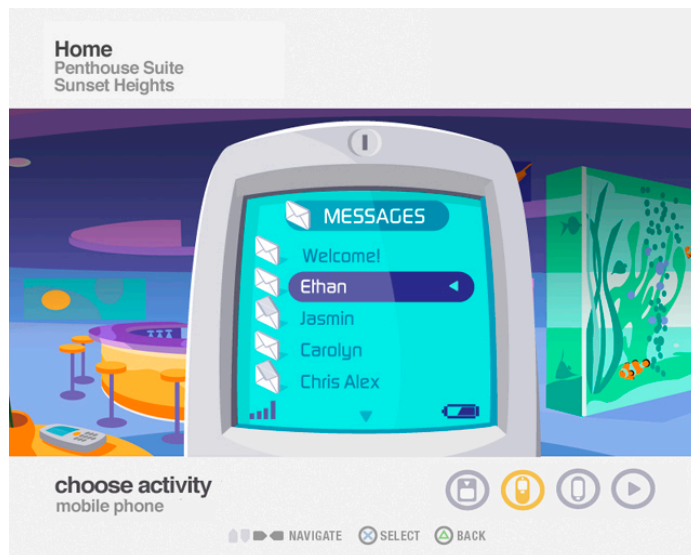 Home
Penthouse Suite
Sunset Heights
MESSAGES
Welcome!
Ethan
Jasmin
Carolyn
Chris Alex
choose activity
mobile phone
NAVIGATE SELECT BACK